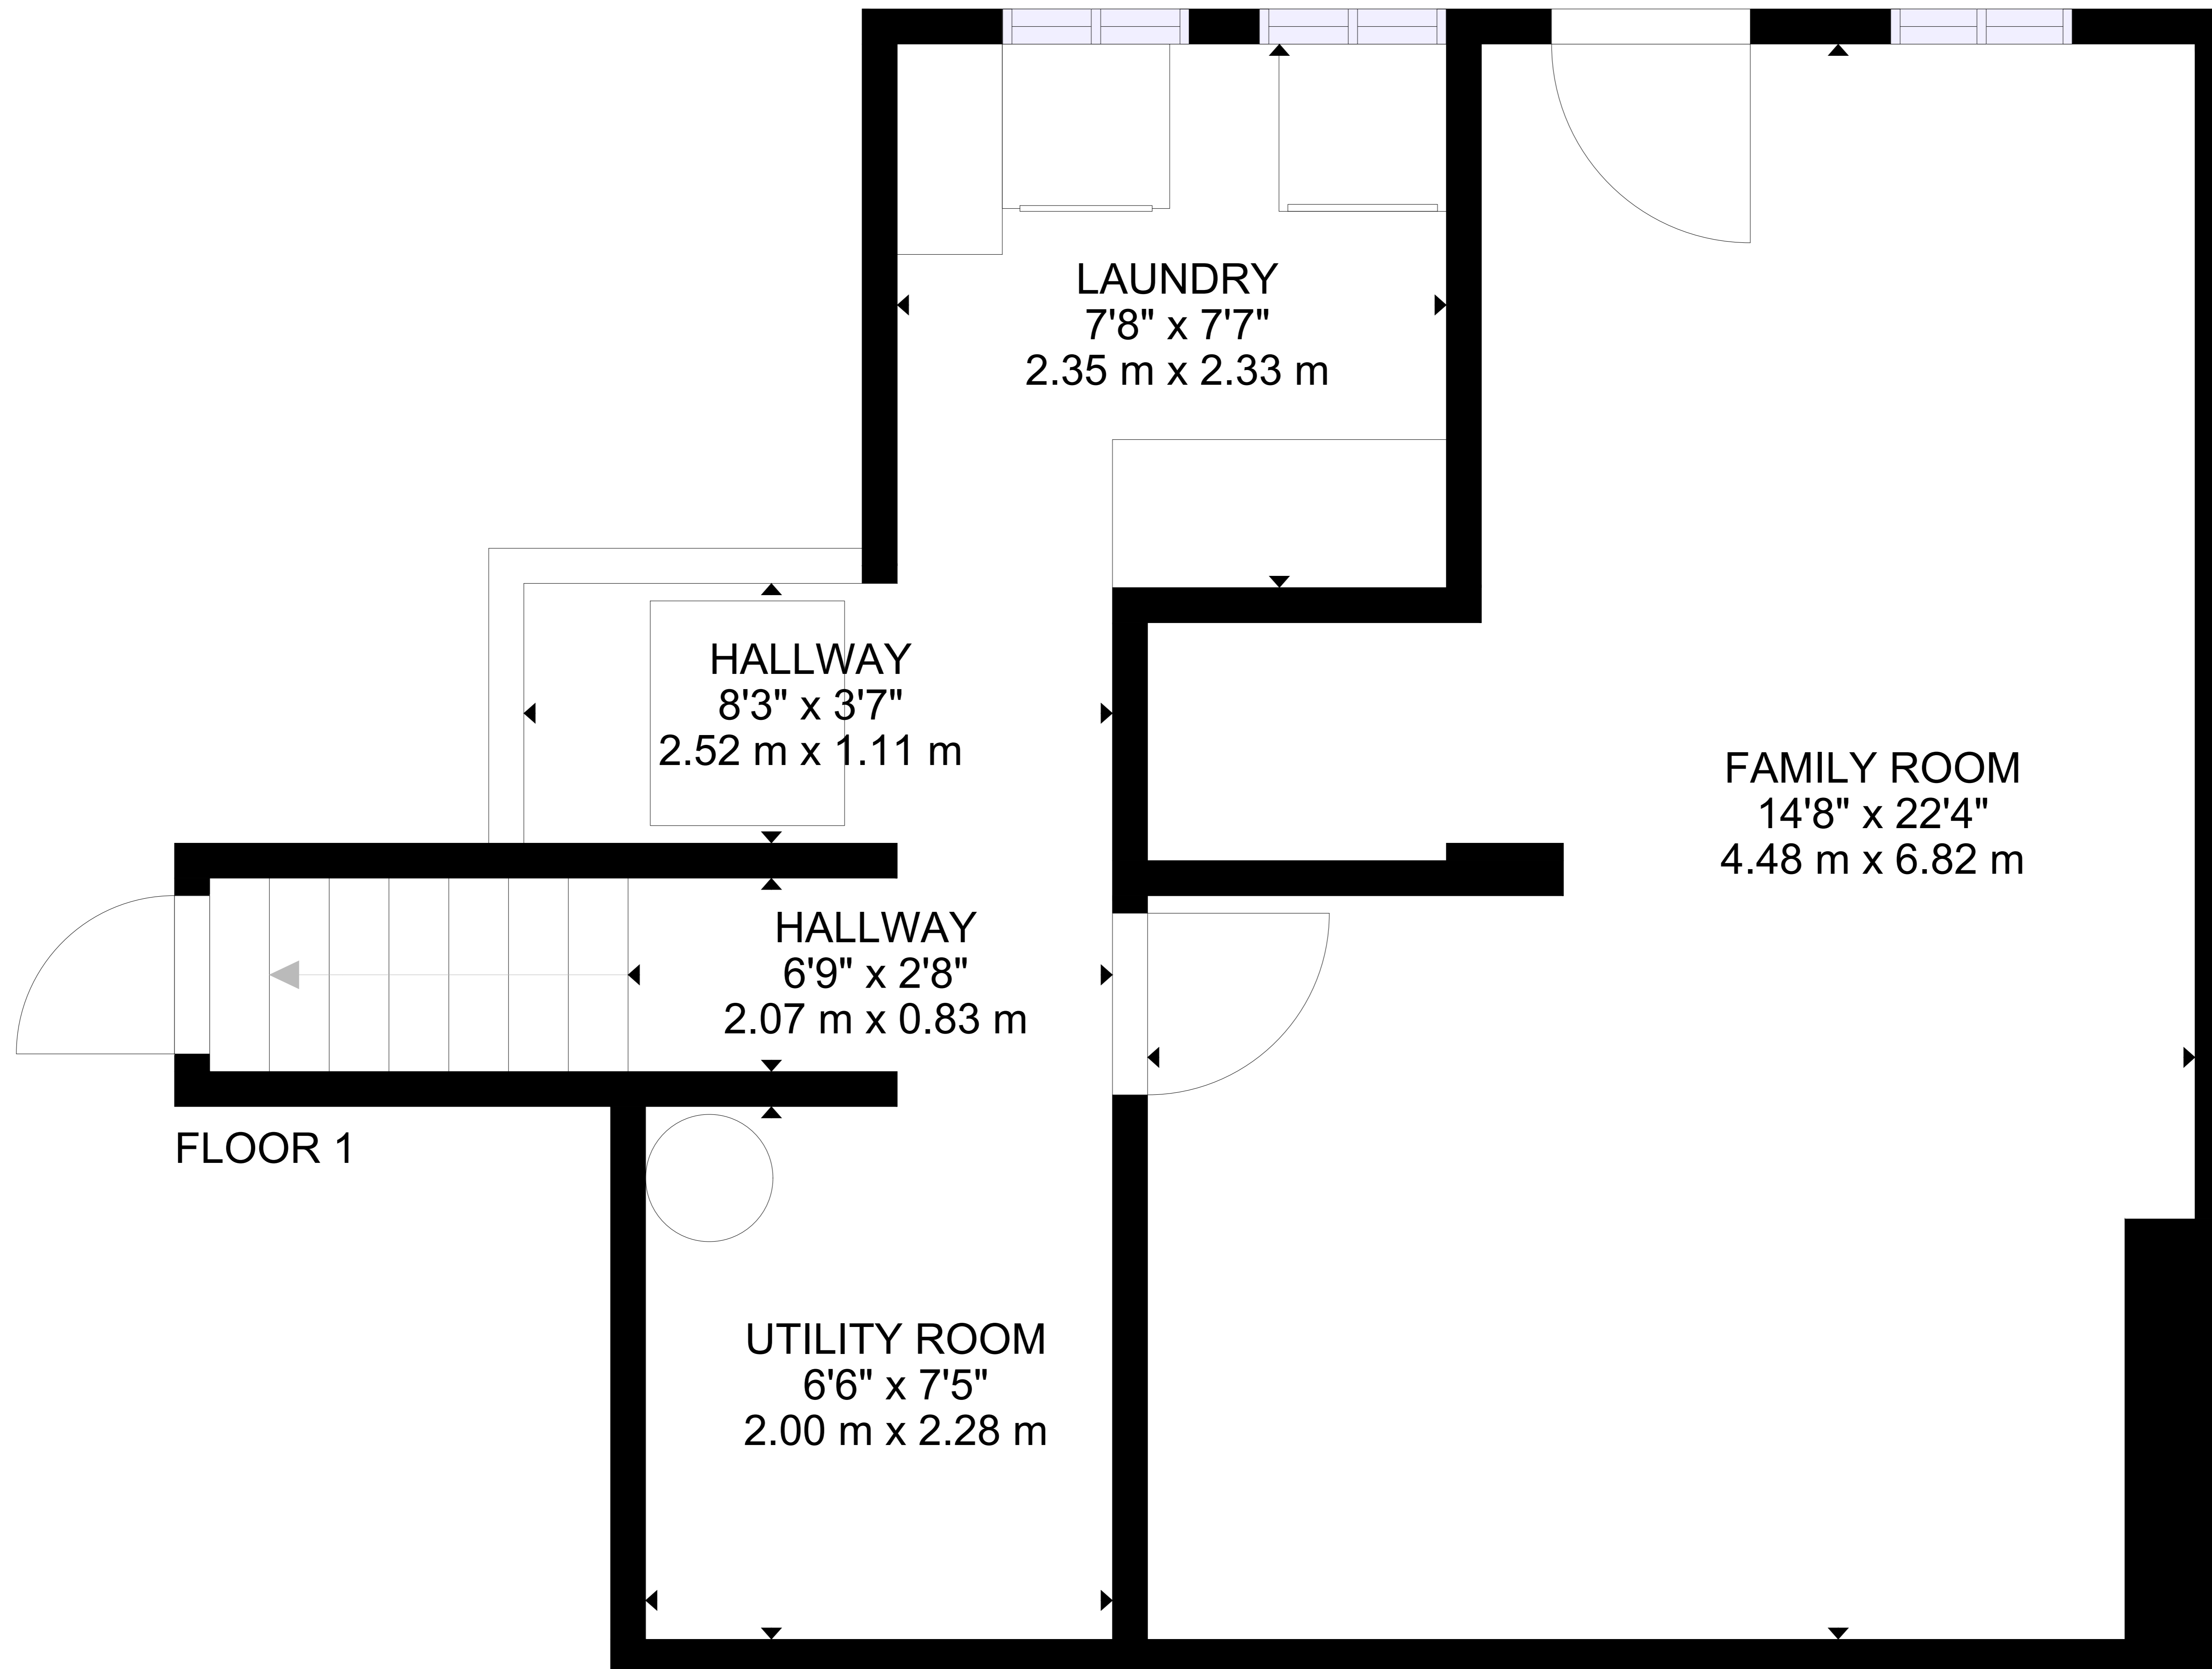 LAUNDRY
7'8" x 7'7"
2.35 m x 2.33 m
HALLWAY
8'3" x 3'7"
2.52 m x 1.11 m
FAMILY ROOM
14'8" x 22'4"
4.48 m x 6.82 m
HALLWAY
6'9" x 2'8"
2.07 m x 0.83 m
FLOOR 1
UTILITY ROOM
6'6" x 7'5"
2.00 m x 2.28 m